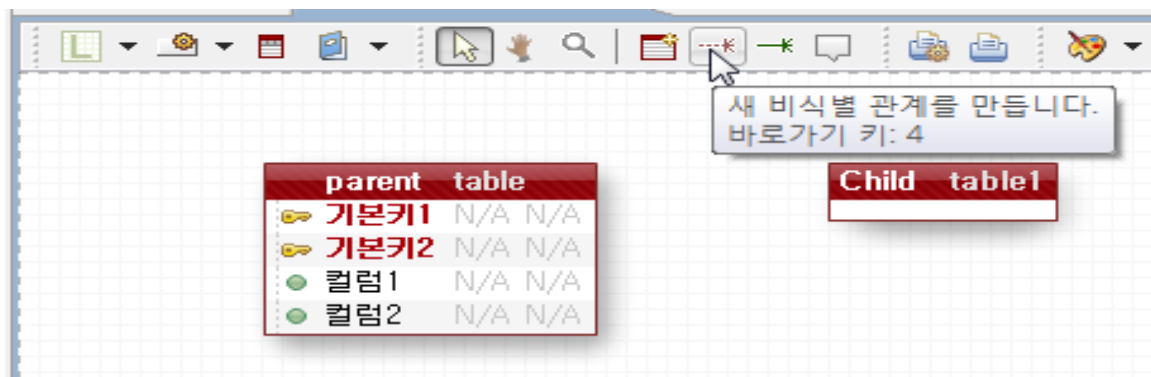 새 비식별 관계를 만듭니다.
바로가기 키: 4
parent table
기본키1 N/A N/A
기본키2 N/A N/A
컬럼1 N/A N/A
컬럼2 N/A N/A
Child table1